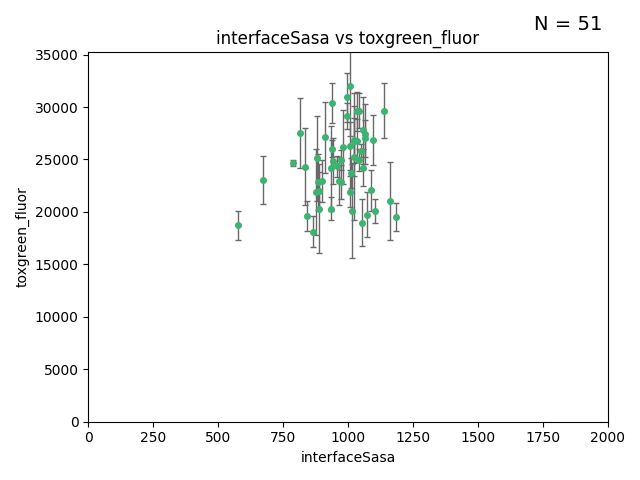 N = 51
interfaceSasa vs toxgreen_fluor
35000
30000
25000
20000
15000
10000
5000
0
toxgreen_fluor
0 250 500 750 1000 1250 1500 1750 2000
interfaceSasa